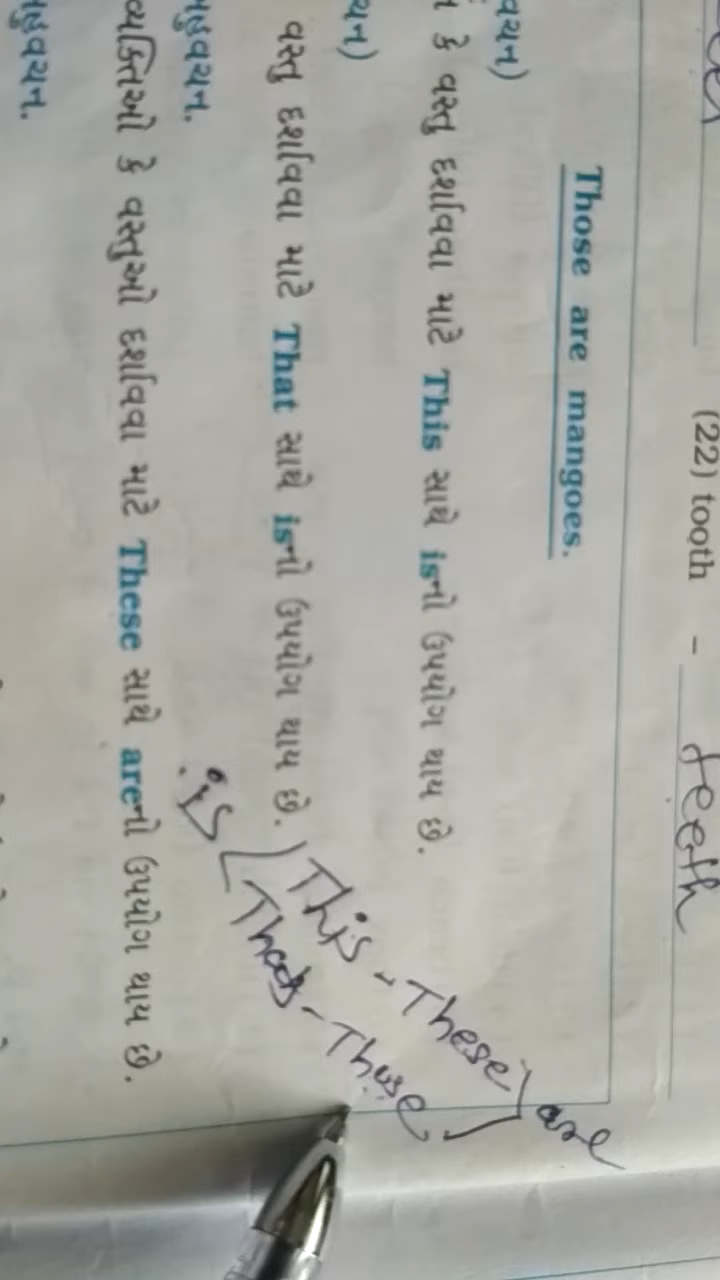 (22) tooth - teeth
Those are mangoes.
વચન)
કે વસ્તુ દર્શાવવા માટે This સાથે isનો ઉપયોગ થાય છે.
ચન)
વસ્તુ દર્શાવવા માટે That સાથે isનો ઉપયોગ થાય છે.
હુવચન.
વ્યક્તિઓ કે વસ્તુઓ દર્શાવવા માટે These સાથે areનો ઉપયોગ થાય છે.
હુવચન.
is This - These are
- Those